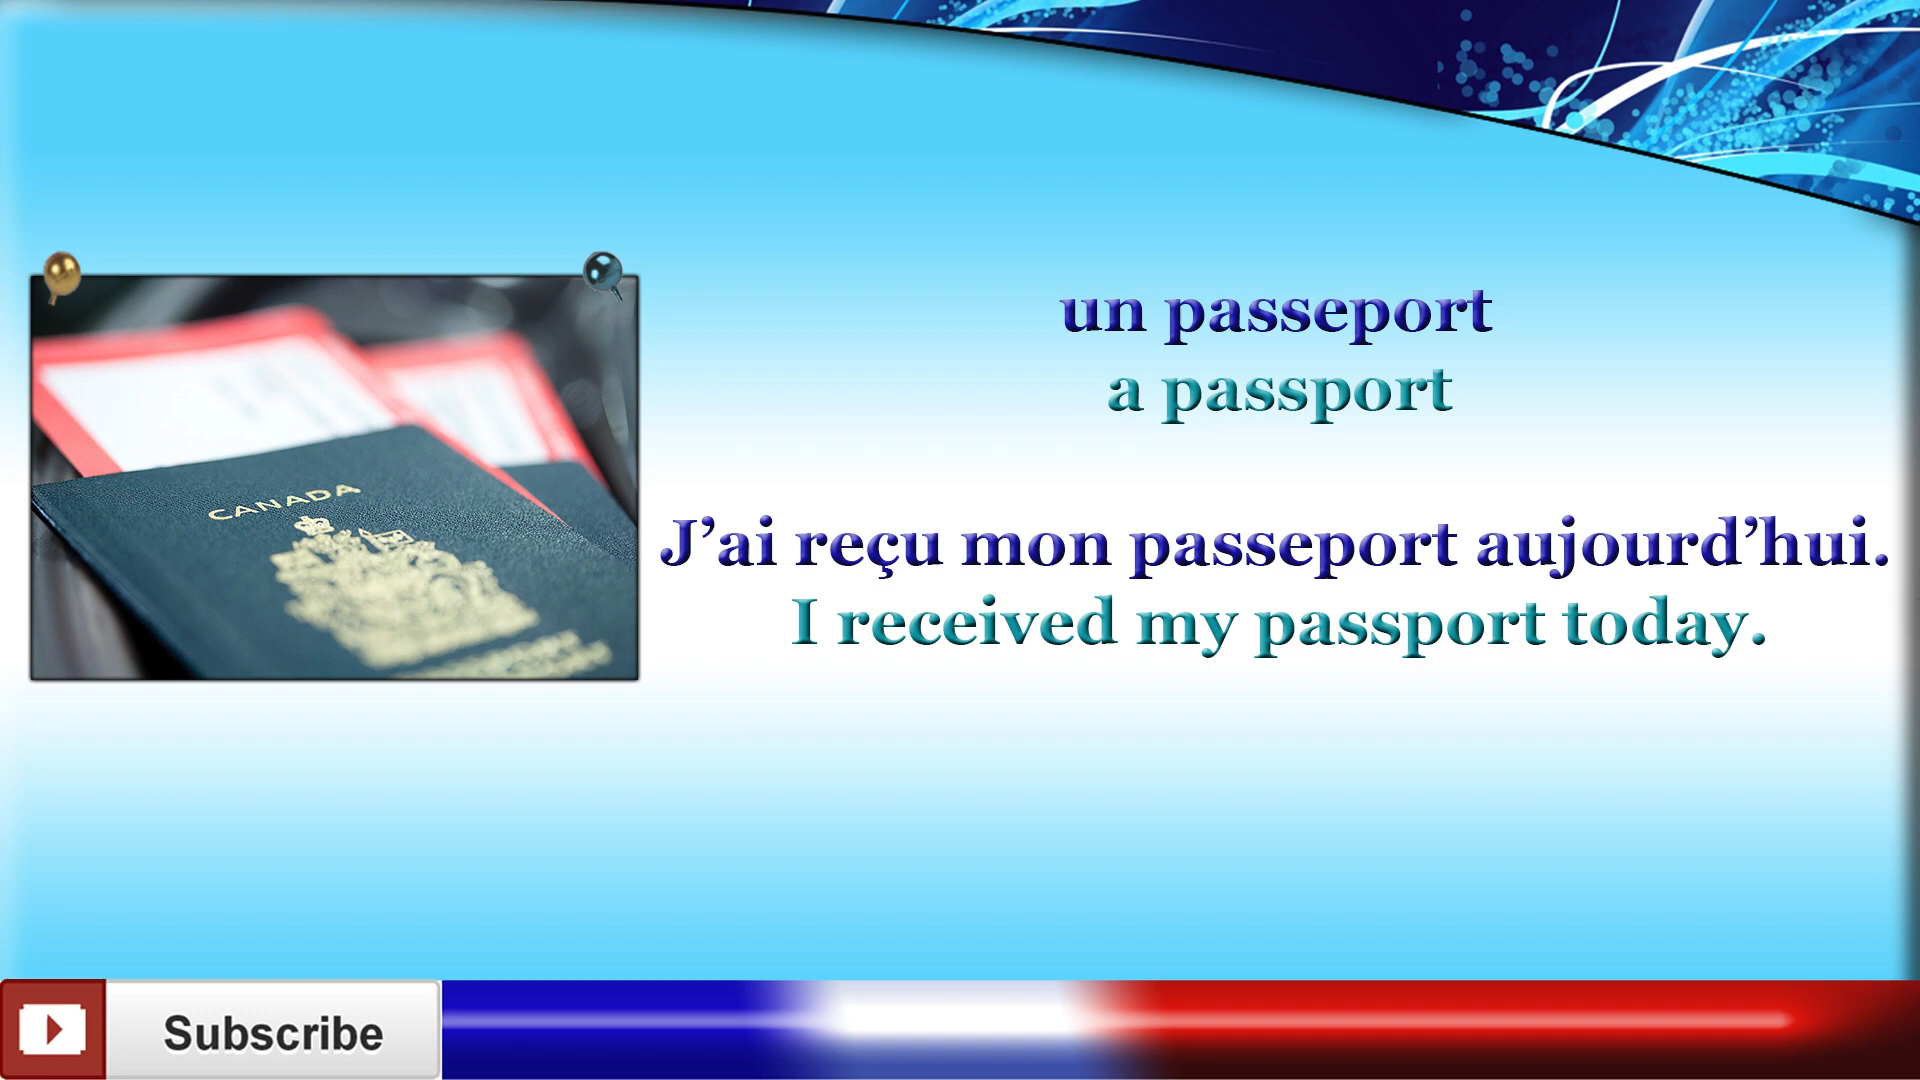 un passeport
a passport
CANADA
J’ai reçu mon passeport aujourd’hui.
I received my passport today.
Subscribe